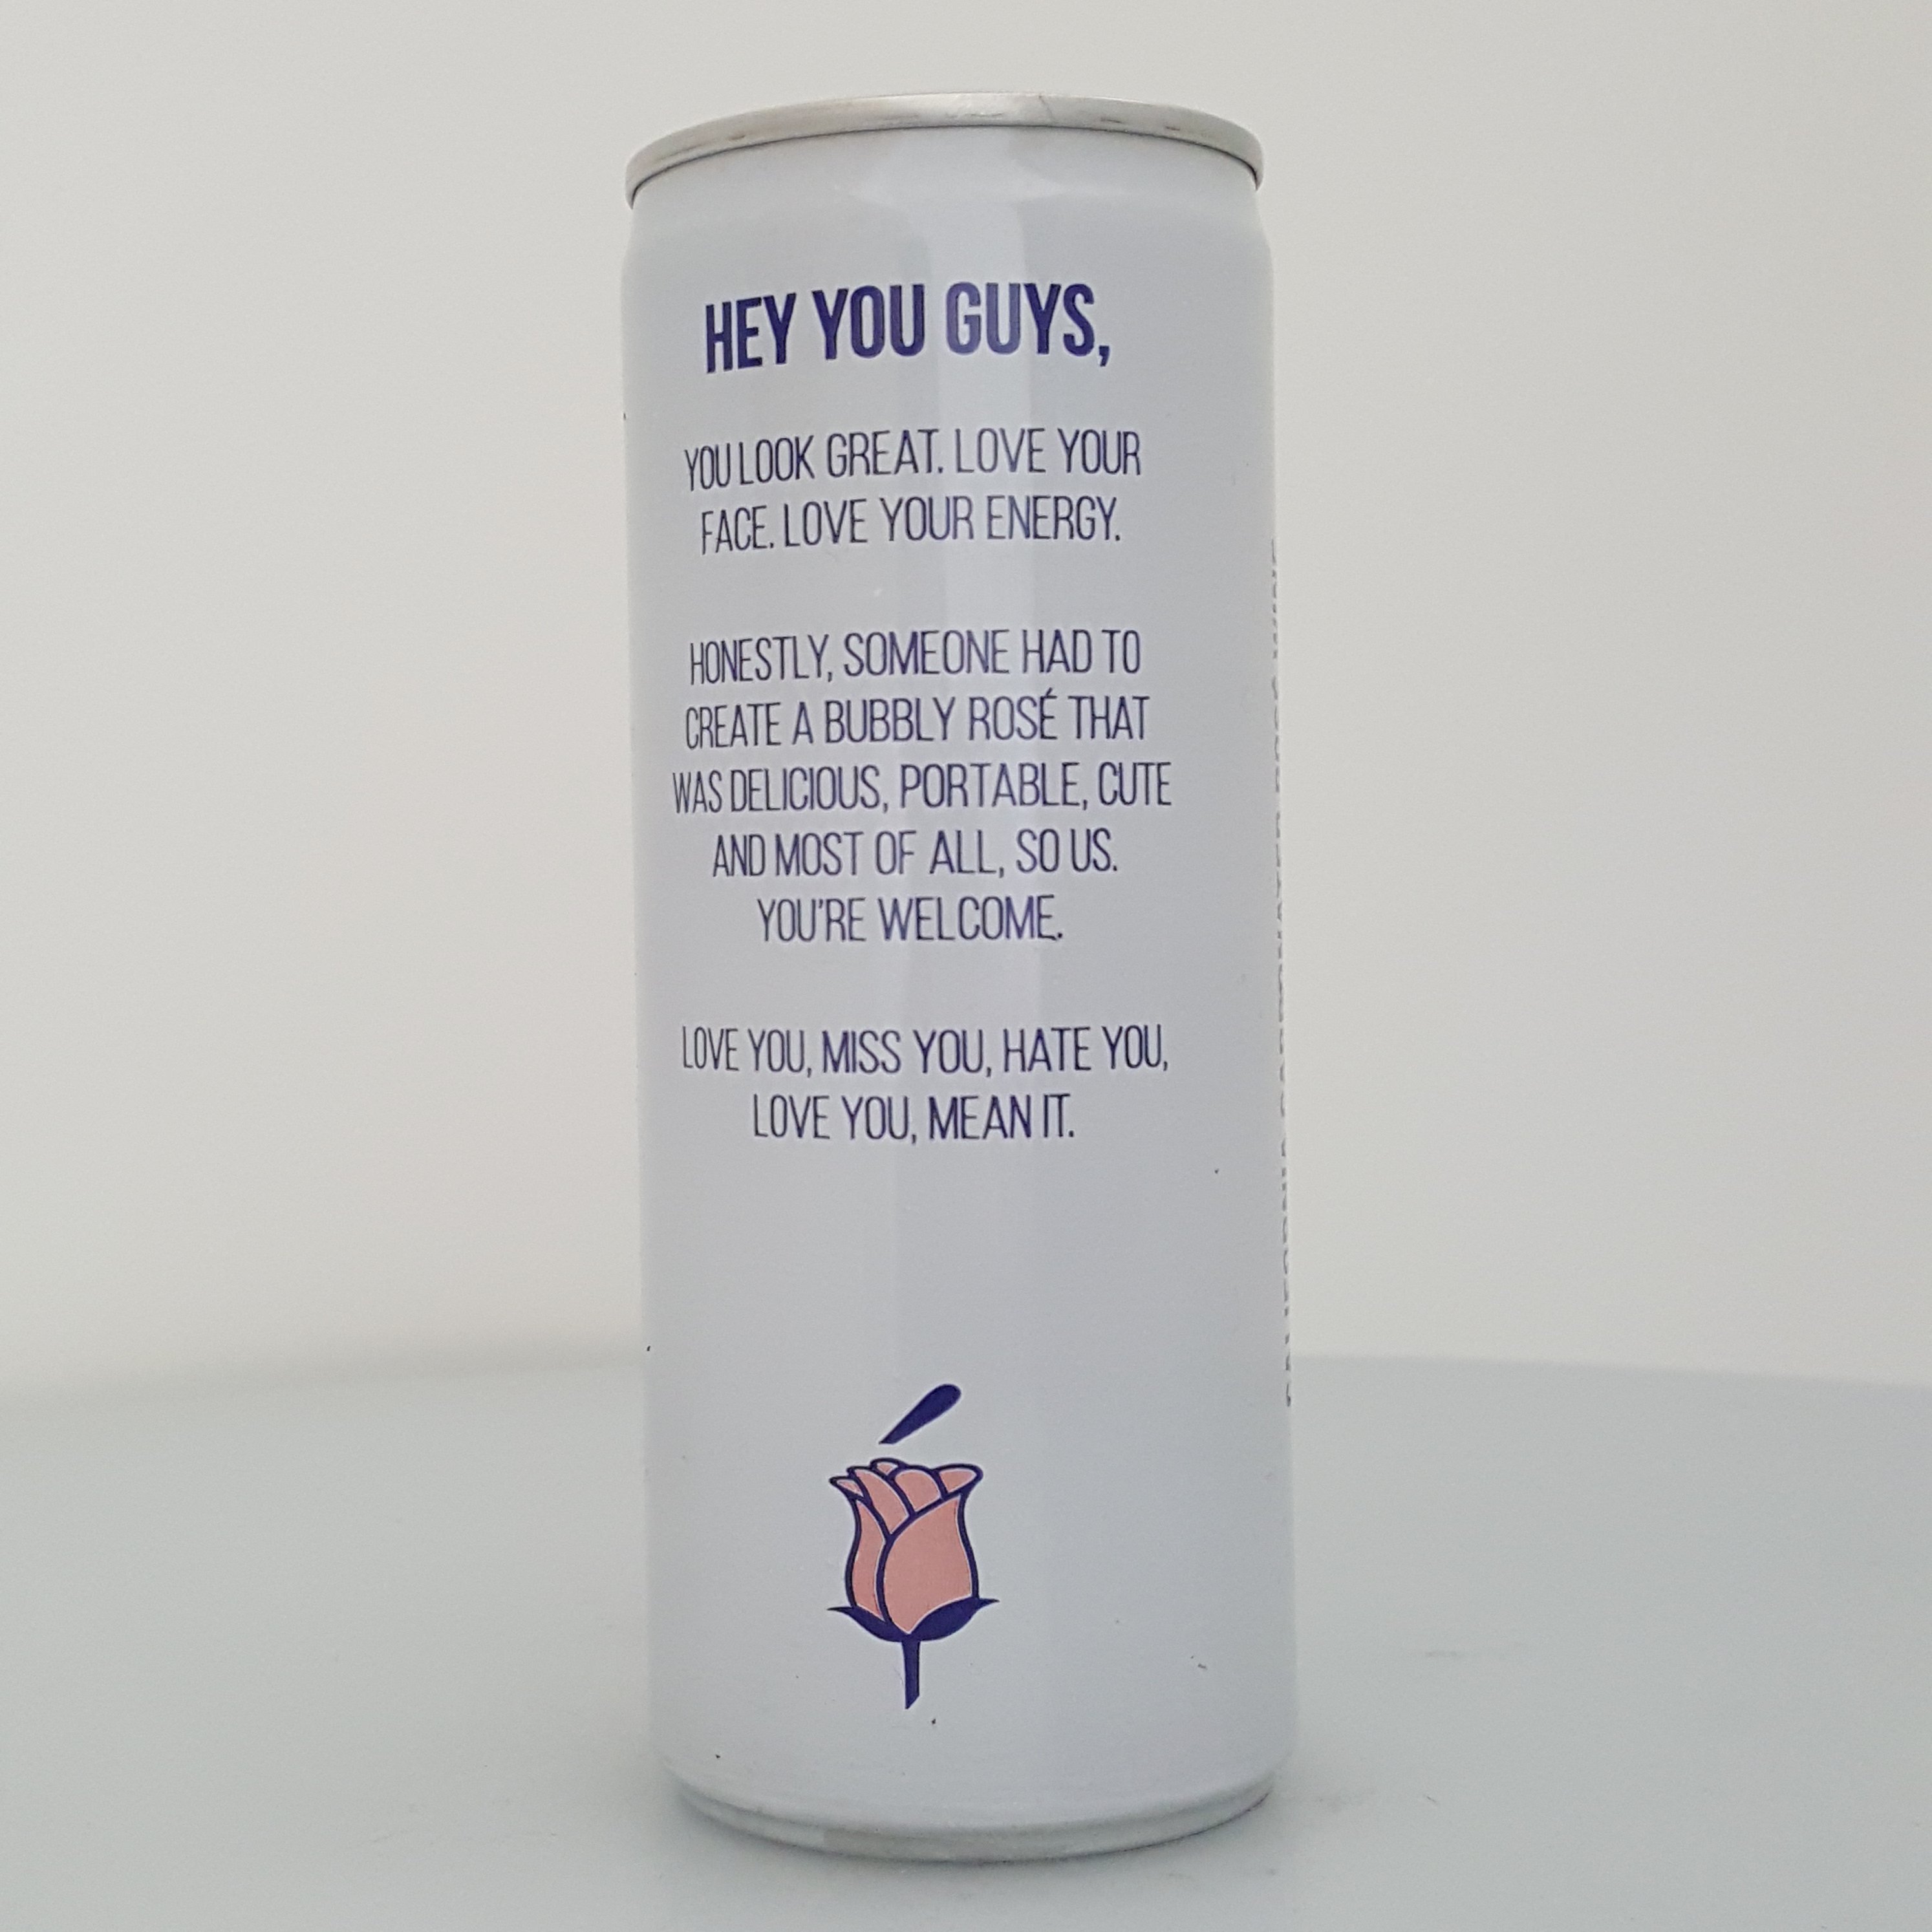 HEY YOU GUYS,
YOU LOOK GREAT. LOVE YOUR
FACE. LOVE YOUR ENERGY.
HONESTLY, SOMEONE HAD TO
CREATE A BUBBLY ROSÉ THAT
WAS DELICIOUS, PORTABLE, CUTE
AND MOST OF ALL, SO US.
YOU'RE WELCOME.
LOVE YOU, MISS YOU, HATE YOU,
LOVE YOU, MEAN IT.